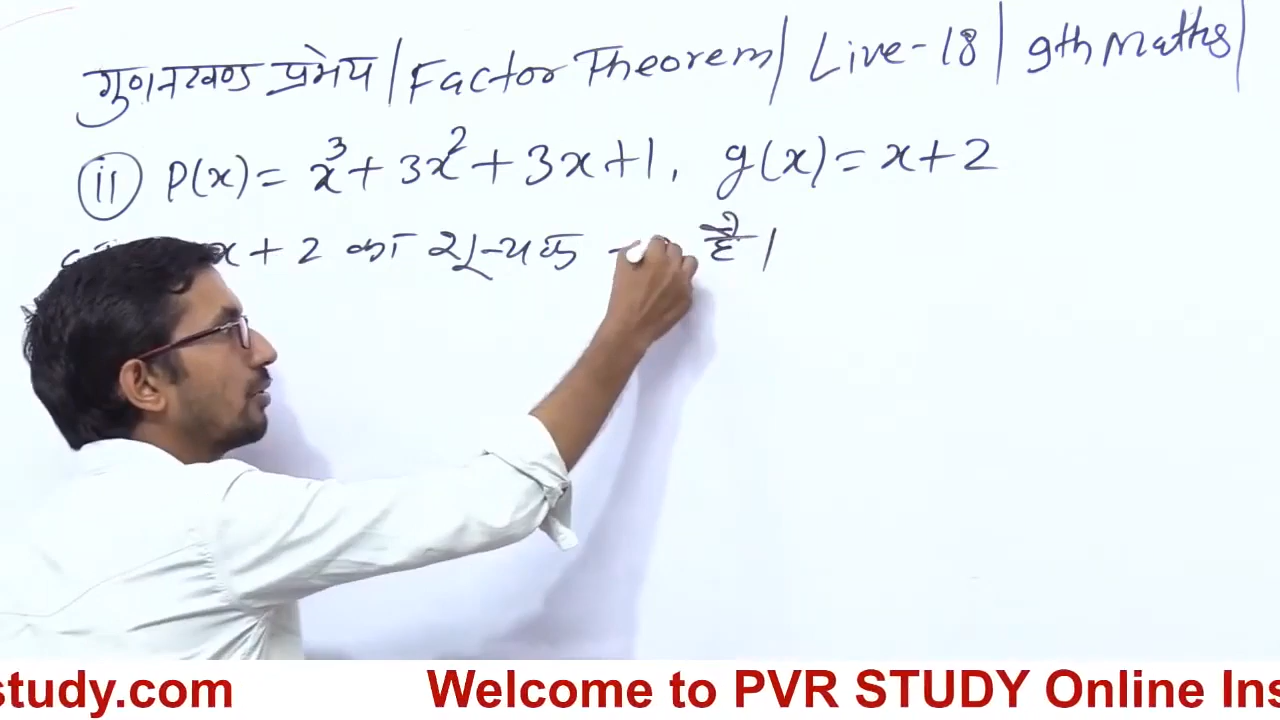 गुणनखण्ड प्रमेय | Factor Theorem | Live-18 | 9th Maths |
(ii) P(x) = x³ + 3x² + 3x + 1, g(x) = x + 2
x + 2 का शून्यक है।
study.com Welcome to PVR STUDY Online Ins